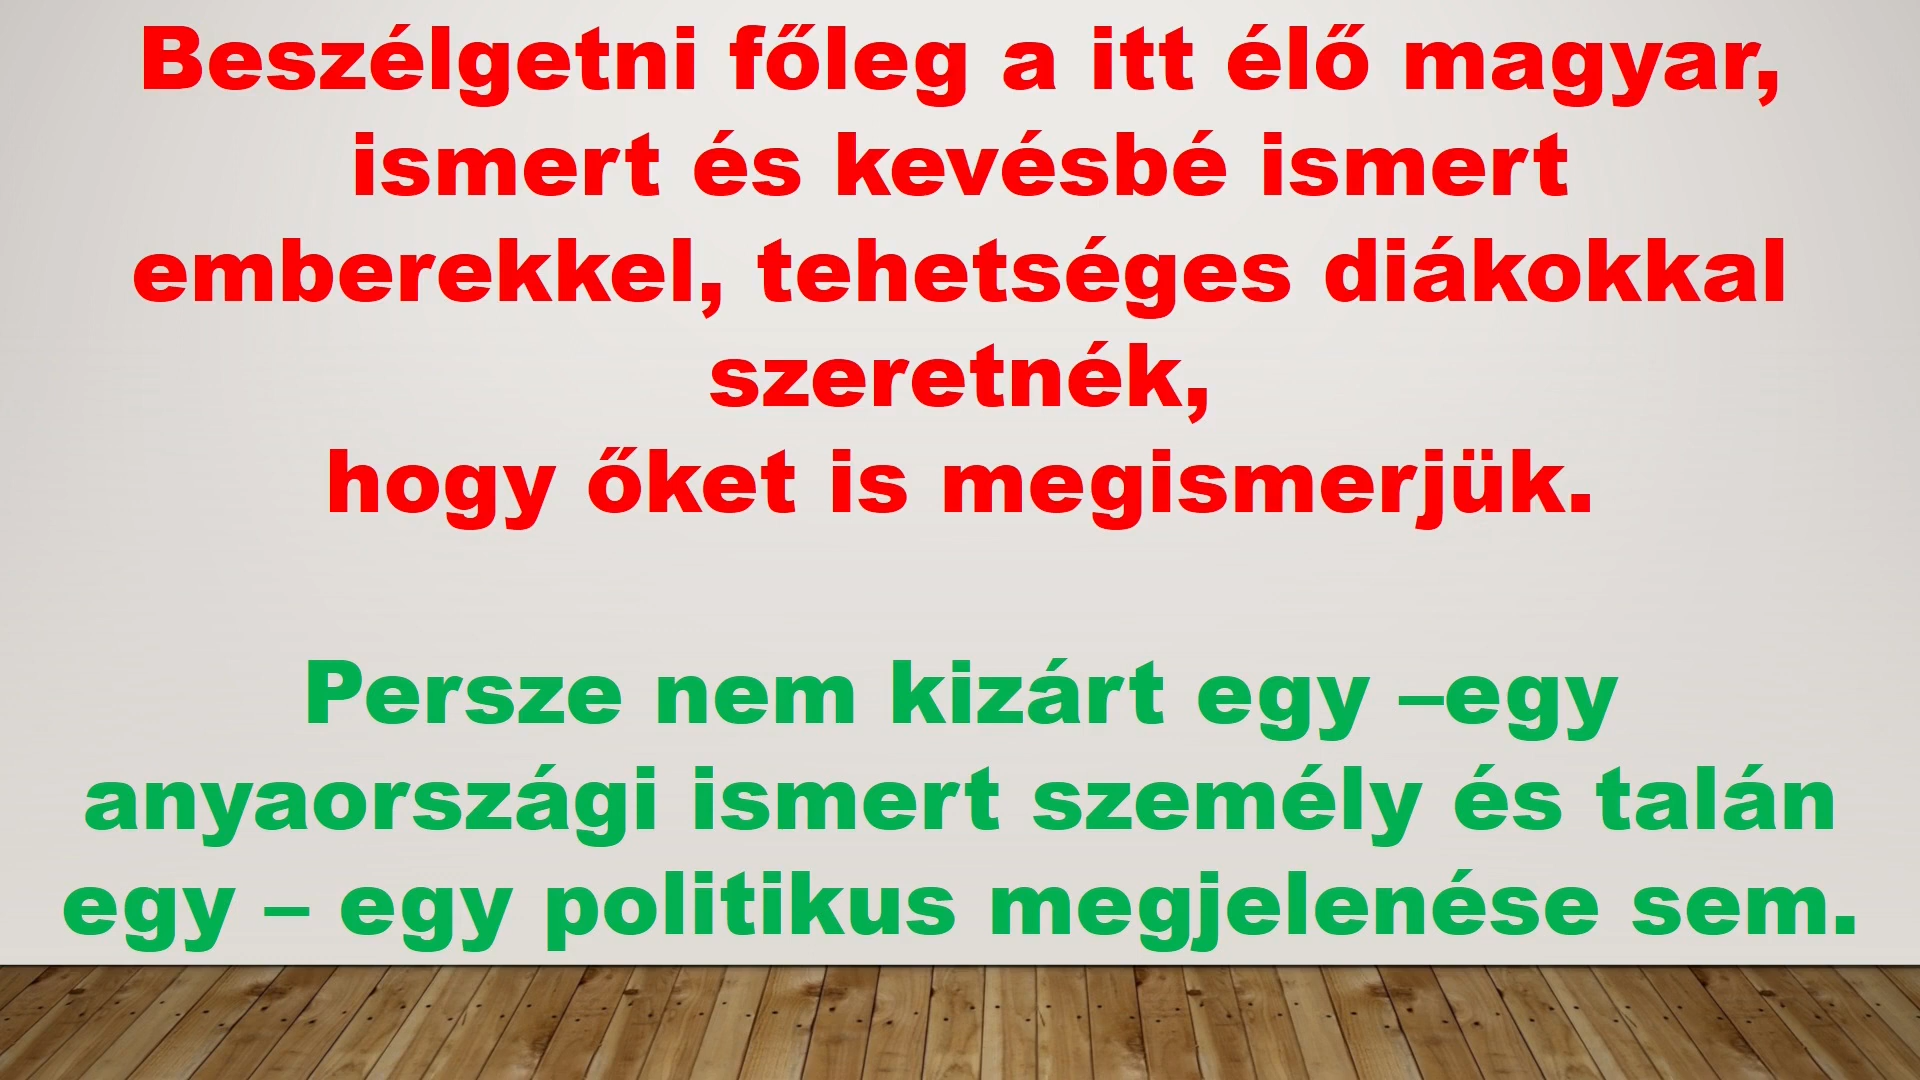 Beszélgetni főleg a itt élő magyar,
ismert és kevésbé ismert
emberekkel, tehetséges diákokkal
szeretnék,
hogy őket is megismerjük.
Persze nem kizárt egy –egy
anyaországi ismert személy és talán
egy – egy politikus megjelenése sem.